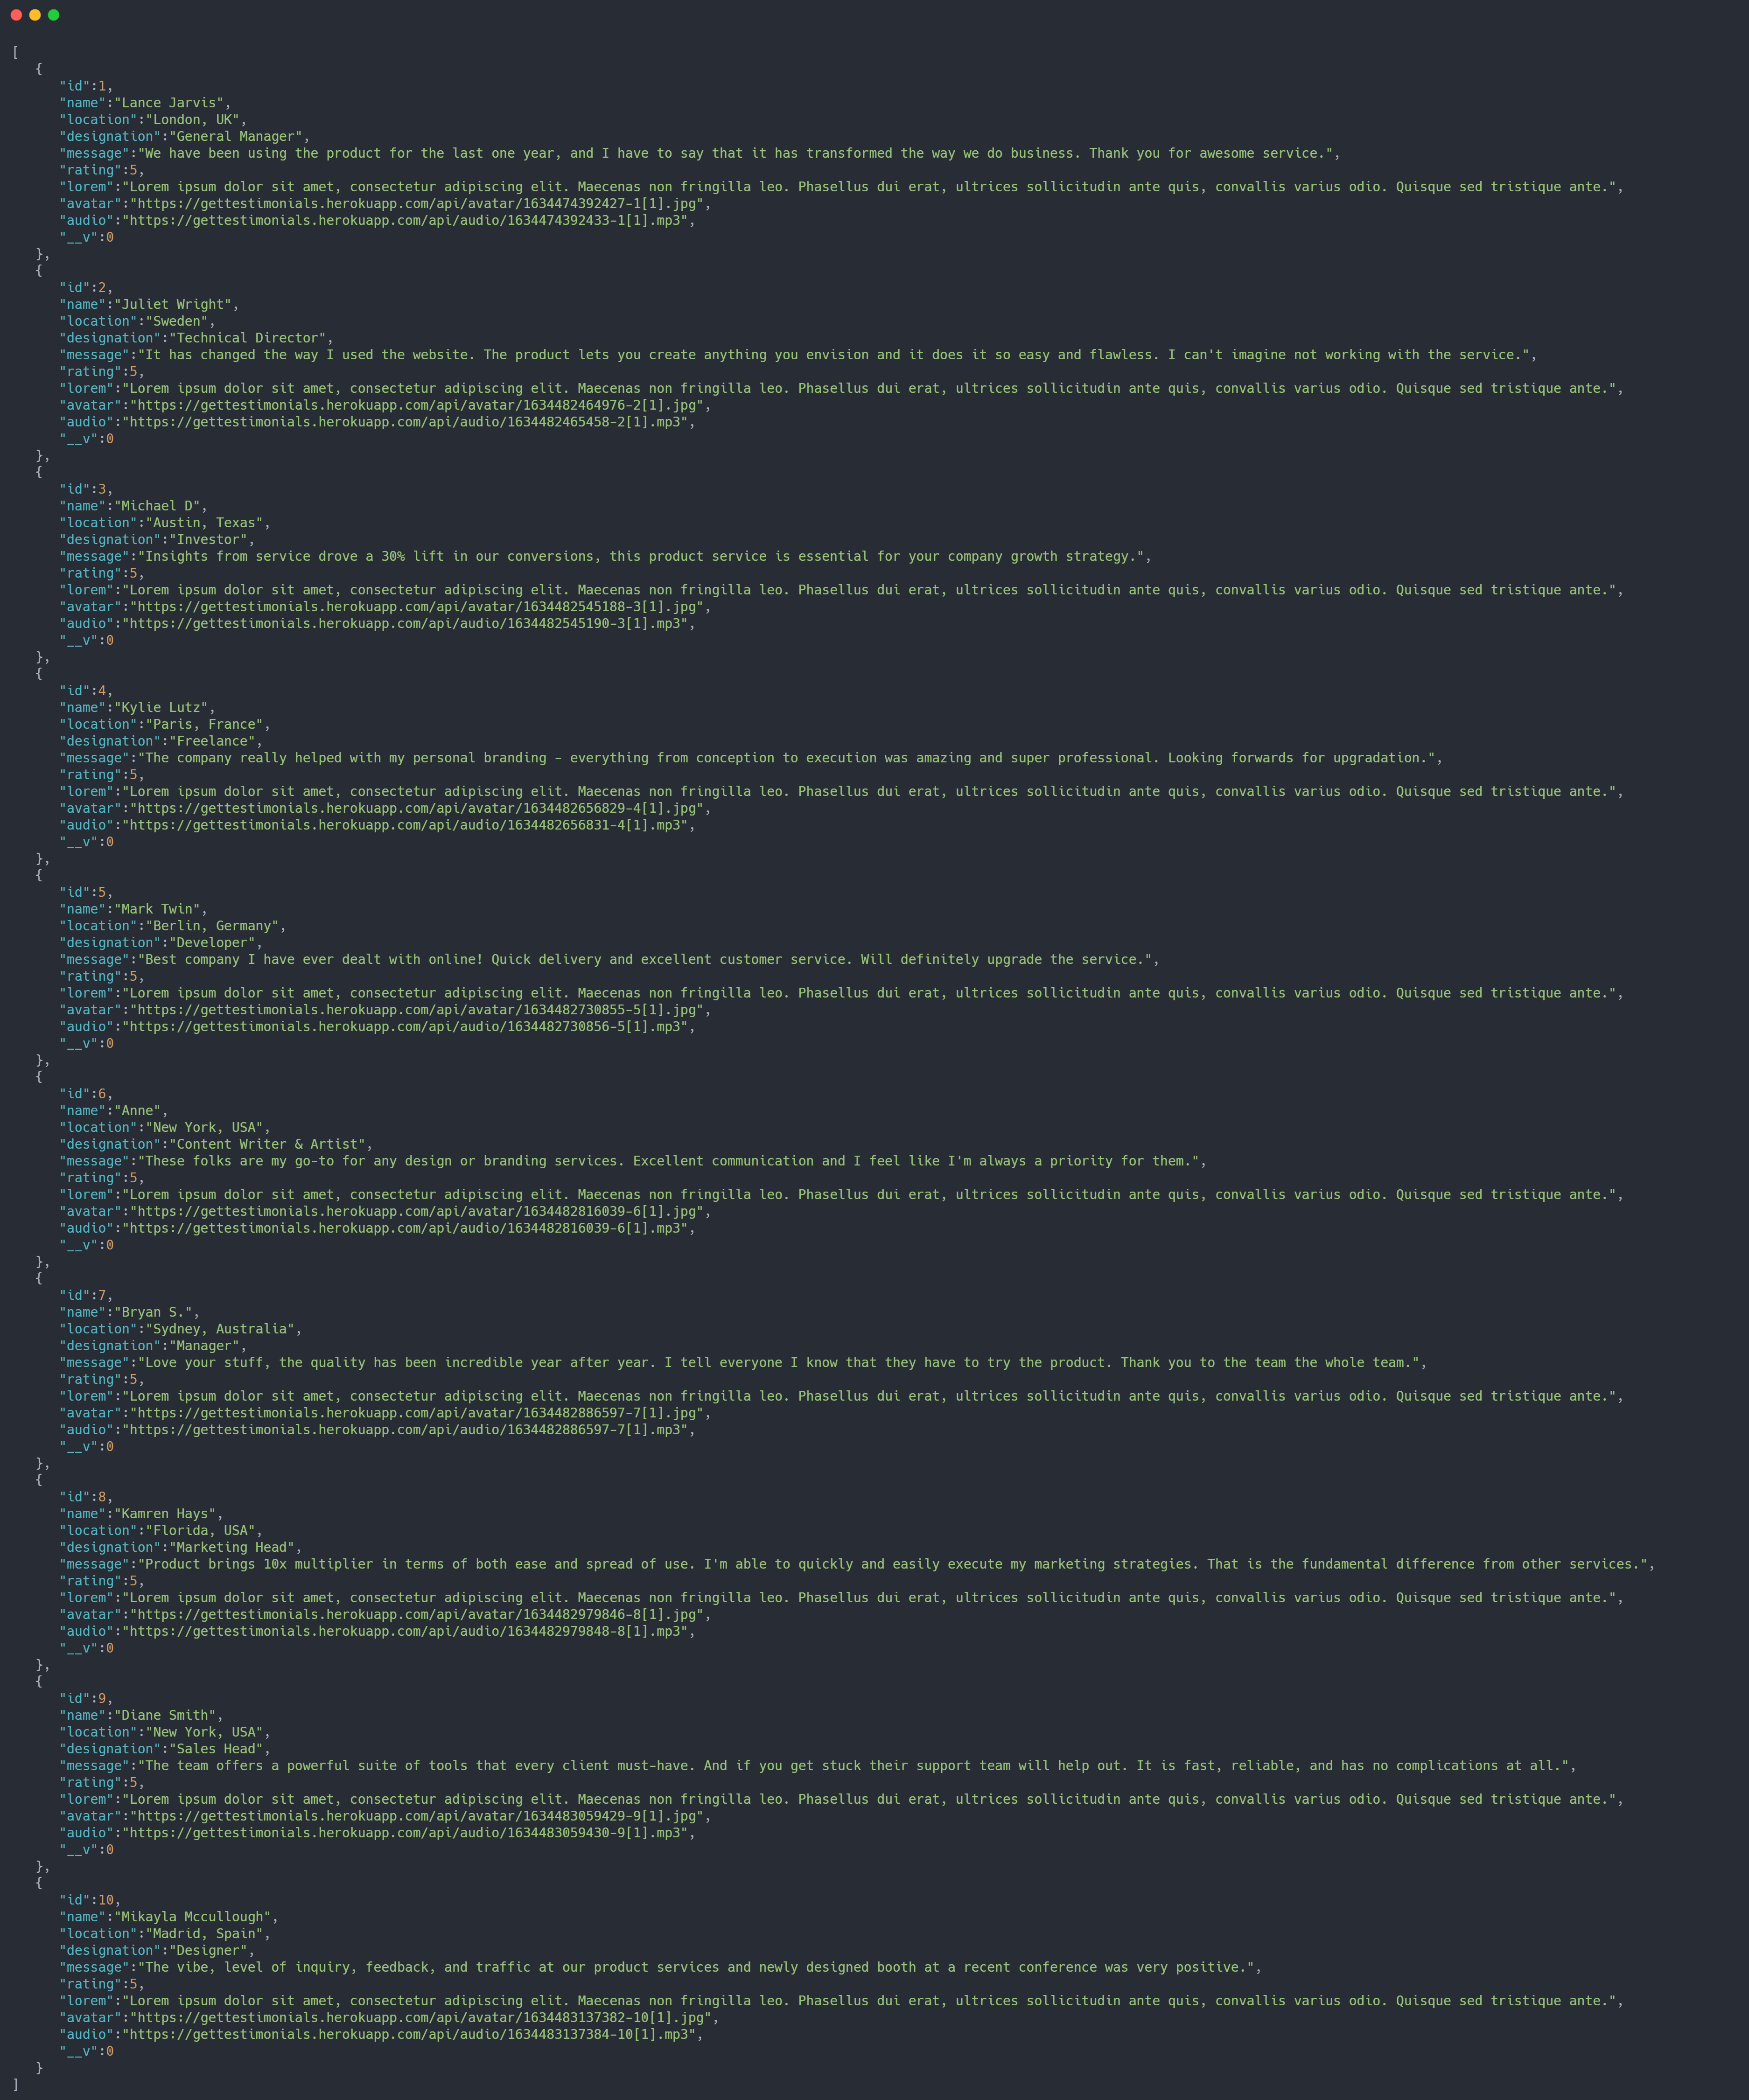 [
{
"id":1,
"name":"Lance Jarvis",
"location":"London, UK",
"designation":"General Manager",
"message":"We have been using the product for the last one year, and I have to say that it has transformed the way we do business. Thank you for awesome service.",
"rating":5,
"lorem":"Lorem ipsum dolor sit amet, consectetur adipiscing elit. Maecenas non fringilla leo. Phasellus dui erat, ultrices sollicitudin ante quis, convallis varius odio. Quisque sed tristique ante.",
"avatar":"https://gettestimonials.herokuapp.com/api/avatar/1634474392427-1[1].jpg",
"audio":"https://gettestimonials.herokuapp.com/api/audio/1634474392433-1[1].mp3",
"__v":0
},
{
"id":2,
"name":"Juliet Wright",
"location":"Sweden",
"designation":"Technical Director",
"message":"It has changed the way I used the website. The product lets you create anything you envision and it does it so easy and flawless. I can't imagine not working with the service.",
"rating":5,
"lorem":"Lorem ipsum dolor sit amet, consectetur adipiscing elit. Maecenas non fringilla leo. Phasellus dui erat, ultrices sollicitudin ante quis, convallis varius odio. Quisque sed tristique ante.",
"avatar":"https://gettestimonials.herokuapp.com/api/avatar/1634482464976-2[1].jpg",
"audio":"https://gettestimonials.herokuapp.com/api/audio/1634482465458-2[1].mp3",
"__v":0
},
{
"id":3,
"name":"Michael D",
"location":"Austin, Texas",
"designation":"Investor",
"message":"Insights from service drove a 30% lift in our conversions, this product service is essential for your company growth strategy.",
"rating":5,
"lorem":"Lorem ipsum dolor sit amet, consectetur adipiscing elit. Maecenas non fringilla leo. Phasellus dui erat, ultrices sollicitudin ante quis, convallis varius odio. Quisque sed tristique ante.",
"avatar":"https://gettestimonials.herokuapp.com/api/avatar/1634482545188-3[1].jpg",
"audio":"https://gettestimonials.herokuapp.com/api/audio/1634482545190-3[1].mp3",
"__v":0
},
{
"id":4,
"name":"Kylie Lutz",
"location":"Paris, France",
"designation":"Freelance",
"message":"The company really helped with my personal branding - everything from conception to execution was amazing and super professional. Looking forwards for upgradation.",
"rating":5,
"lorem":"Lorem ipsum dolor sit amet, consectetur adipiscing elit. Maecenas non fringilla leo. Phasellus dui erat, ultrices sollicitudin ante quis, convallis varius odio. Quisque sed tristique ante.",
"avatar":"https://gettestimonials.herokuapp.com/api/avatar/1634482656829-4[1].jpg",
"audio":"https://gettestimonials.herokuapp.com/api/audio/1634482656831-4[1].mp3",
"__v":0
},
{
"id":5,
"name":"Mark Twin",
"location":"Berlin, Germany",
"designation":"Developer",
"message":"Best company I have ever dealt with online! Quick delivery and excellent customer service. Will definitely upgrade the service.",
"rating":5,
"lorem":"Lorem ipsum dolor sit amet, consectetur adipiscing elit. Maecenas non fringilla leo. Phasellus dui erat, ultrices sollicitudin ante quis, convallis varius odio. Quisque sed tristique ante.",
"avatar":"https://gettestimonials.herokuapp.com/api/avatar/1634482730855-5[1].jpg",
"audio":"https://gettestimonials.herokuapp.com/api/audio/1634482730856-5[1].mp3",
"__v":0
},
{
"id":6,
"name":"Anne",
"location":"New York, USA",
"designation":"Content Writer & Artist",
"message":"These folks are my go-to for any design or branding services. Excellent communication and I feel like I'm always a priority for them.",
"rating":5,
"lorem":"Lorem ipsum dolor sit amet, consectetur adipiscing elit. Maecenas non fringilla leo. Phasellus dui erat, ultrices sollicitudin ante quis, convallis varius odio. Quisque sed tristique ante.",
"avatar":"https://gettestimonials.herokuapp.com/api/avatar/1634482816039-6[1].jpg",
"audio":"https://gettestimonials.herokuapp.com/api/audio/1634482816039-6[1].mp3",
"__v":0
},
{
"id":7,
"name":"Bryan S.",
"location":"Sydney, Australia",
"designation":"Manager",
"message":"Love your stuff, the quality has been incredible year after year. I tell everyone I know that they have to try the product. Thank you to the team the whole team.",
"rating":5,
"lorem":"Lorem ipsum dolor sit amet, consectetur adipiscing elit. Maecenas non fringilla leo. Phasellus dui erat, ultrices sollicitudin ante quis, convallis varius odio. Quisque sed tristique ante.",
"avatar":"https://gettestimonials.herokuapp.com/api/avatar/1634482886597-7[1].jpg",
"audio":"https://gettestimonials.herokuapp.com/api/audio/1634482886597-7[1].mp3",
"__v":0
},
{
"id":8,
"name":"Kamren Hays",
"location":"Florida, USA",
"designation":"Marketing Head",
"message":"Product brings 10x multiplier in terms of both ease and spread of use. I'm able to quickly and easily execute my marketing strategies. That is the fundamental difference from other services.",
"rating":5,
"lorem":"Lorem ipsum dolor sit amet, consectetur adipiscing elit. Maecenas non fringilla leo. Phasellus dui erat, ultrices sollicitudin ante quis, convallis varius odio. Quisque sed tristique ante.",
"avatar":"https://gettestimonials.herokuapp.com/api/avatar/1634482979846-8[1].jpg",
"audio":"https://gettestimonials.herokuapp.com/api/audio/1634482979848-8[1].mp3",
"__v":0
},
{
"id":9,
"name":"Diane Smith",
"location":"New York, USA",
"designation":"Sales Head",
"message":"The team offers a powerful suite of tools that every client must-have. And if you get stuck their support team will help out. It is fast, reliable, and has no complications at all.",
"rating":5,
"lorem":"Lorem ipsum dolor sit amet, consectetur adipiscing elit. Maecenas non fringilla leo. Phasellus dui erat, ultrices sollicitudin ante quis, convallis varius odio. Quisque sed tristique ante.",
"avatar":"https://gettestimonials.herokuapp.com/api/avatar/1634483059429-9[1].jpg",
"audio":"https://gettestimonials.herokuapp.com/api/audio/1634483059430-9[1].mp3",
"__v":0
},
{
"id":10,
"name":"Mikayla Mccullough",
"location":"Madrid, Spain",
"designation":"Designer",
"message":"The vibe, level of inquiry, feedback, and traffic at our product services and newly designed booth at a recent conference was very positive.",
"rating":5,
"lorem":"Lorem ipsum dolor sit amet, consectetur adipiscing elit. Maecenas non fringilla leo. Phasellus dui erat, ultrices sollicitudin ante quis, convallis varius odio. Quisque sed tristique ante.",
"avatar":"https://gettestimonials.herokuapp.com/api/avatar/1634483137382-10[1].jpg",
"audio":"https://gettestimonials.herokuapp.com/api/audio/1634483137384-10[1].mp3",
"__v":0
}
]